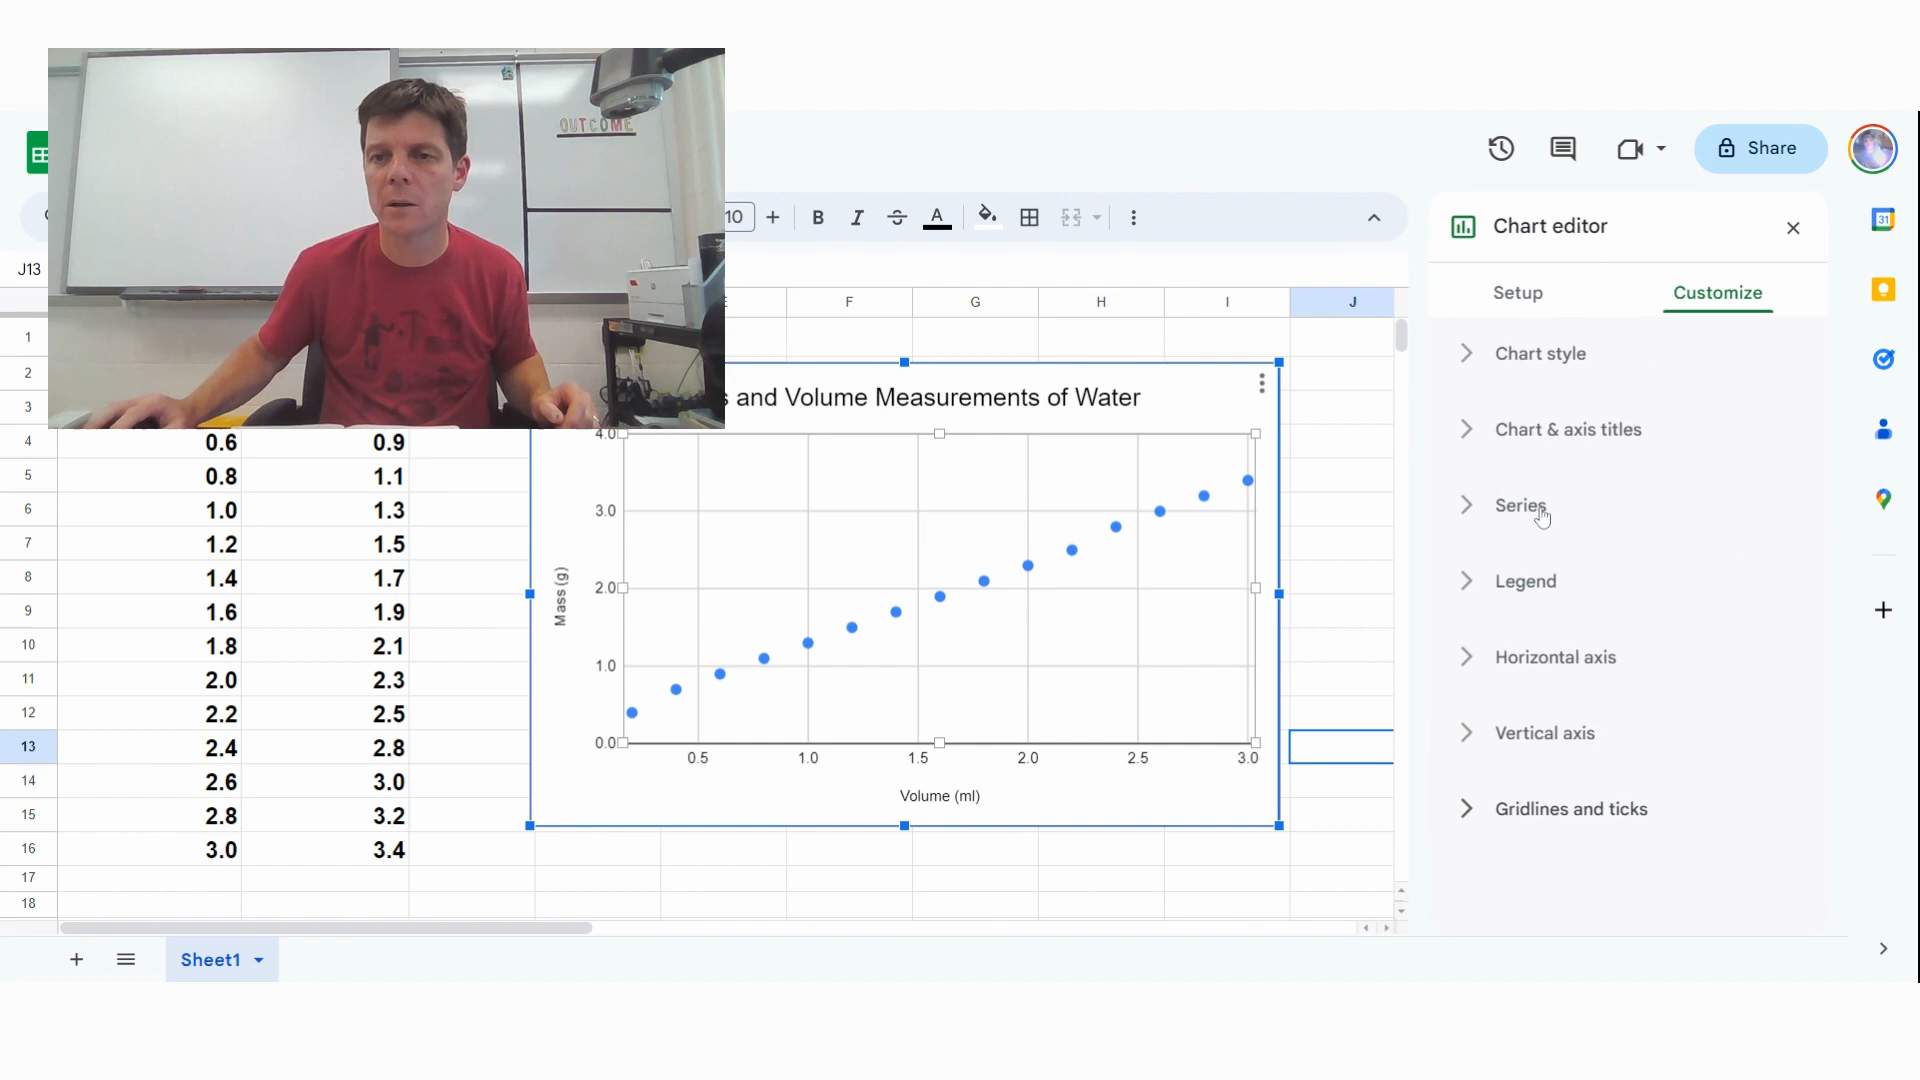 OUTCOME
Share
10
B
I
A
J13
Chart editor
31
Setup
Customize
F
G
H
I
J
1
2
3
s and Volume Measurements of Water
Chart style
Chart & axis titles
Series
Legend
Horizontal axis
Vertical axis
Gridlines and ticks
4 0.6 0.9
5 0.8 1.1
6 1.0 1.3
7 1.2 1.5
8 1.4 1.7
9 1.6 1.9
10 1.8 2.1
11 2.0 2.3
12 2.2 2.5
13 2.4 2.8
14 2.6 3.0
15 2.8 3.2
16 3.0 3.4
17
18
4.0
3.0
2.0
1.0
0.0
Mass (g)
0.5 1.0 1.5 2.0 2.5 3.0
Volume (ml)
Sheet1